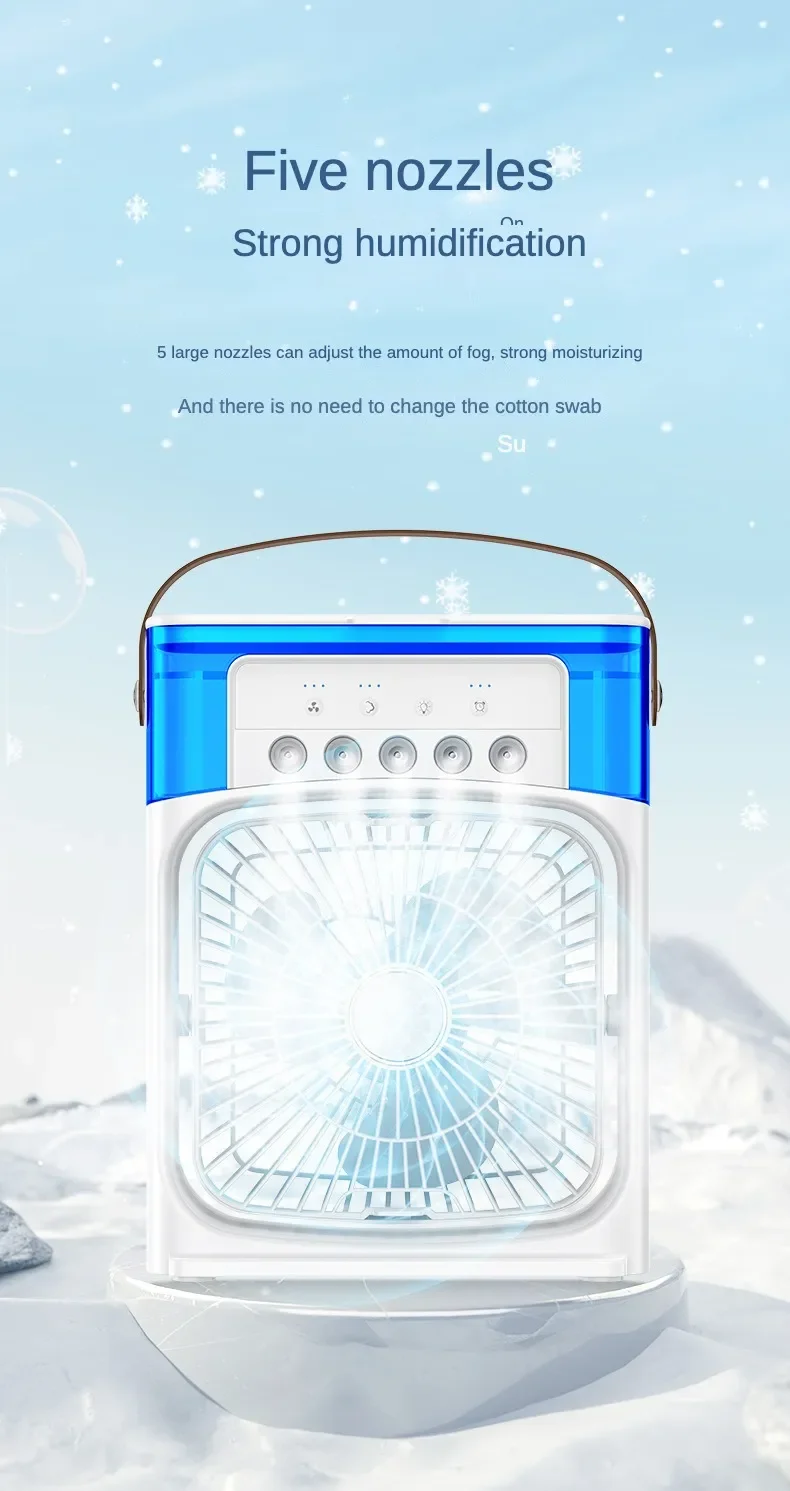 Five nozzles
On
Strong humidification
5 large nozzles can adjust the amount of fog, strong moisturizing
And there is no need to change the cotton swab
Su